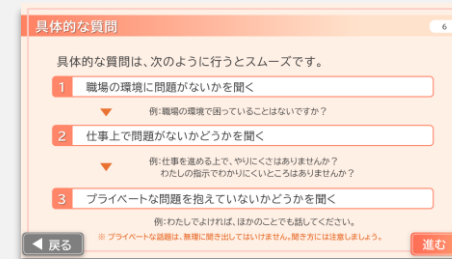 具体的な質問
6
具体的な質問は、次のように行うとスムーズです。
1 職場の環境に問題がないかを聞く
例:職場の環境で困っていることはないですか？
2 仕事上で問題がないかどうかを聞く
例:仕事を進める上で、やりにくさはありませんか？
わたしの指示でわかりにくいところはありませんか？
3 プライベートな問題を抱えていないかどうかを聞く
例:わたしでよければ、ほかのことでも話してください。
※ プライベートな話題は、無理に聞き出してはいけません。聞き方には注意しましょう。
戻る
進む